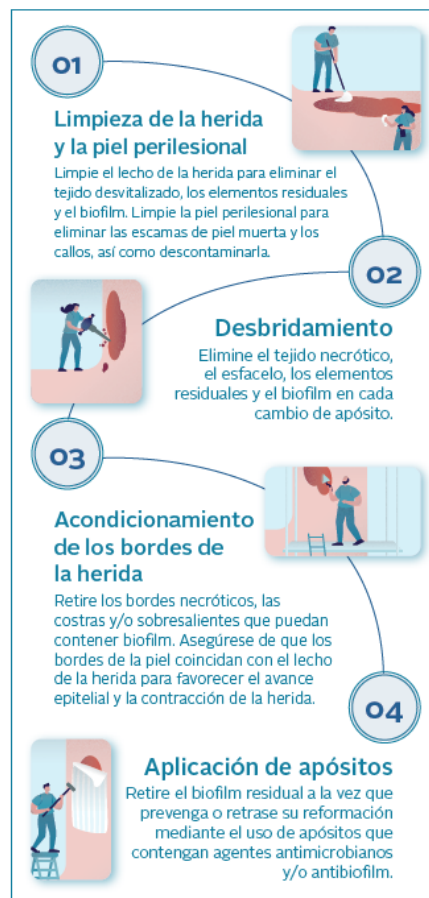 01
Limpieza de la herida
y la piel perilesional
Limpie el lecho de la herida para eliminar el
tejido desvitalizado, los elementos residuales
y el biofilm. Limpie la piel perilesional para
eliminar las escamas de piel muerta y los
callos, así como descontaminarla.
02
Desbridamiento
Elimine el tejido necrótico,
el esfacelo, los elementos
residuales y el biofilm en cada
cambio de apósito.
03
Acondicionamiento
de los bordes de
la herida
Retire los bordes necróticos, las
costras y/o sobresalientes que puedan
contener biofilm. Asegúrese de que los
bordes de la piel coincidan con el lecho
de la herida para favorecer el avance
epitelial y la contracción de la herida.
04
Aplicación de apósitos
Retire el biofilm residual a la vez que
prevenga o retrase su reformación
mediante el uso de apósitos que
contengan agentes antimicrobianos
y/o antibiofilm.